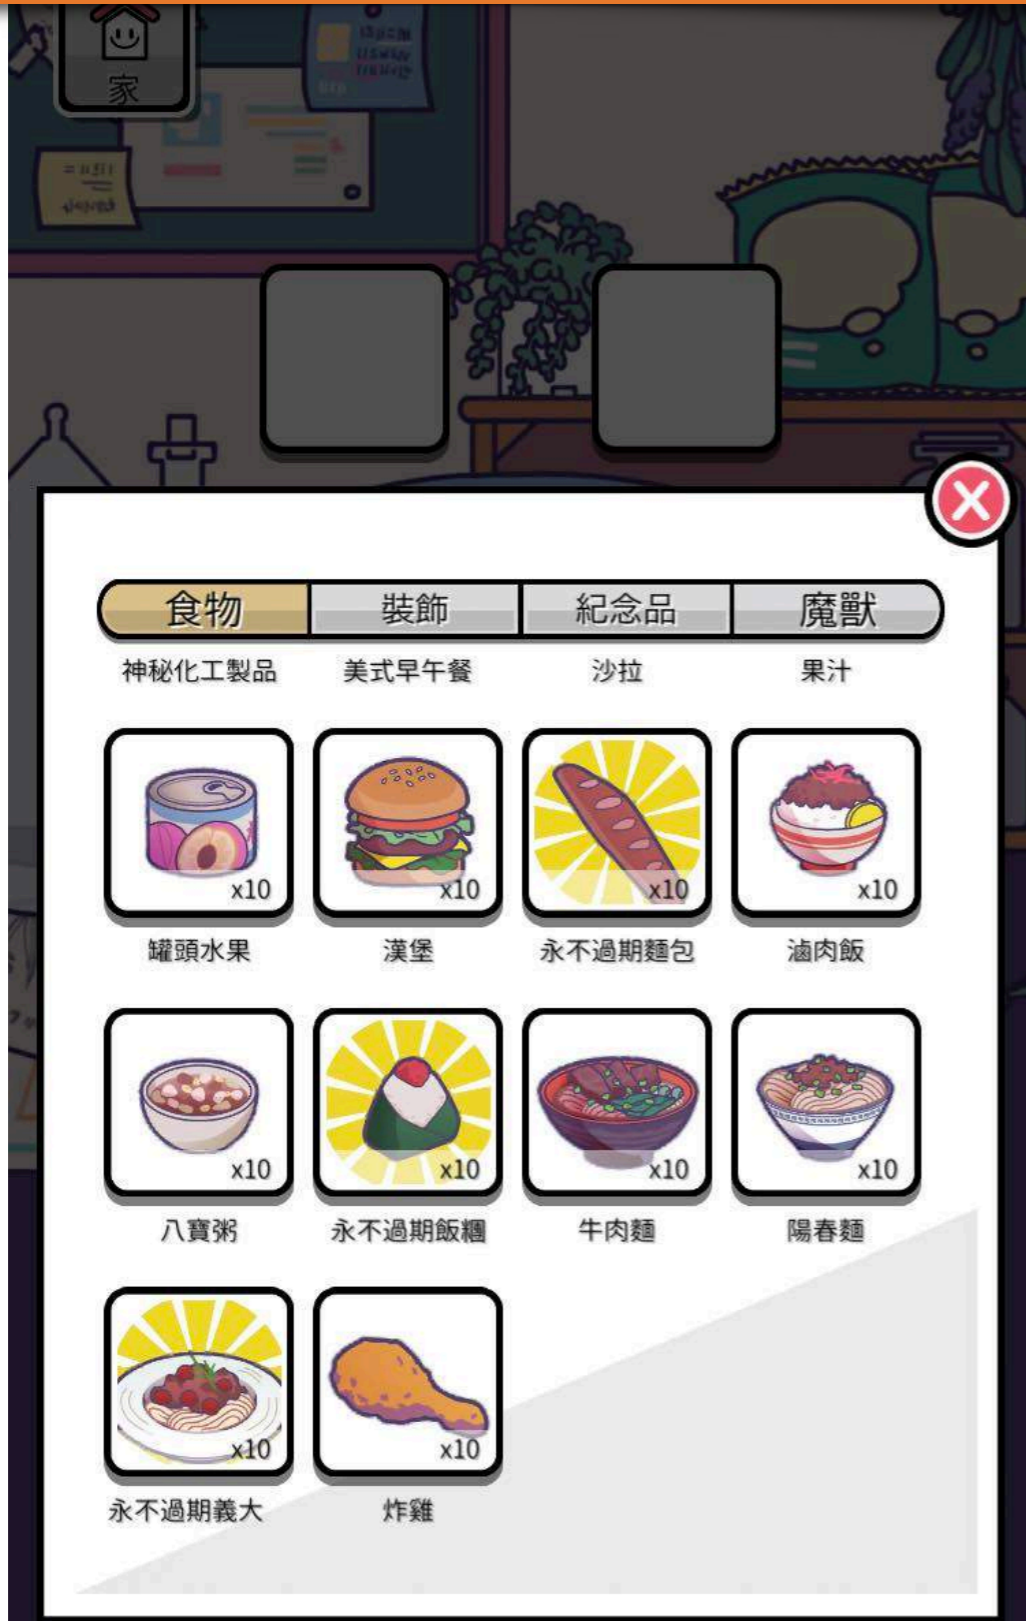 家
食物 裝飾 紀念品 魔獸
神秘化工製品 美式早午餐 沙拉 果汁
x10 x10 x10 x10
罐頭水果 漢堡 永不過期麵包 滷肉飯
x10 x10 x10 x10
八寶粥 永不過期飯糰 牛肉麵 陽春麵
x10 x10
永不過期義大 炸雞